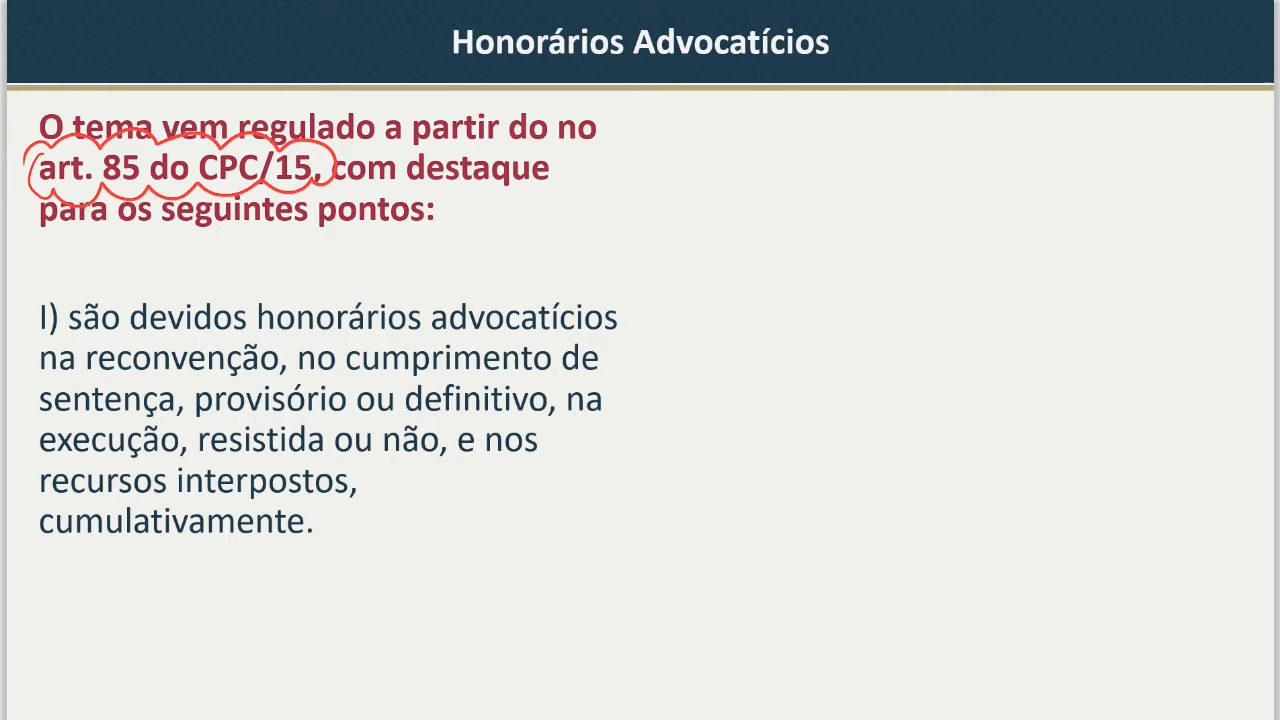 Honorários Advocatícios
O tema vem regulado a partir do no
art. 85 do CPC/15, com destaque
para os seguintes pontos:
I) são devidos honorários advocatícios
na reconvenção, no cumprimento de
sentença, provisório ou definitivo, na
execução, resistida ou não, e nos
recursos interpostos,
cumulativamente.